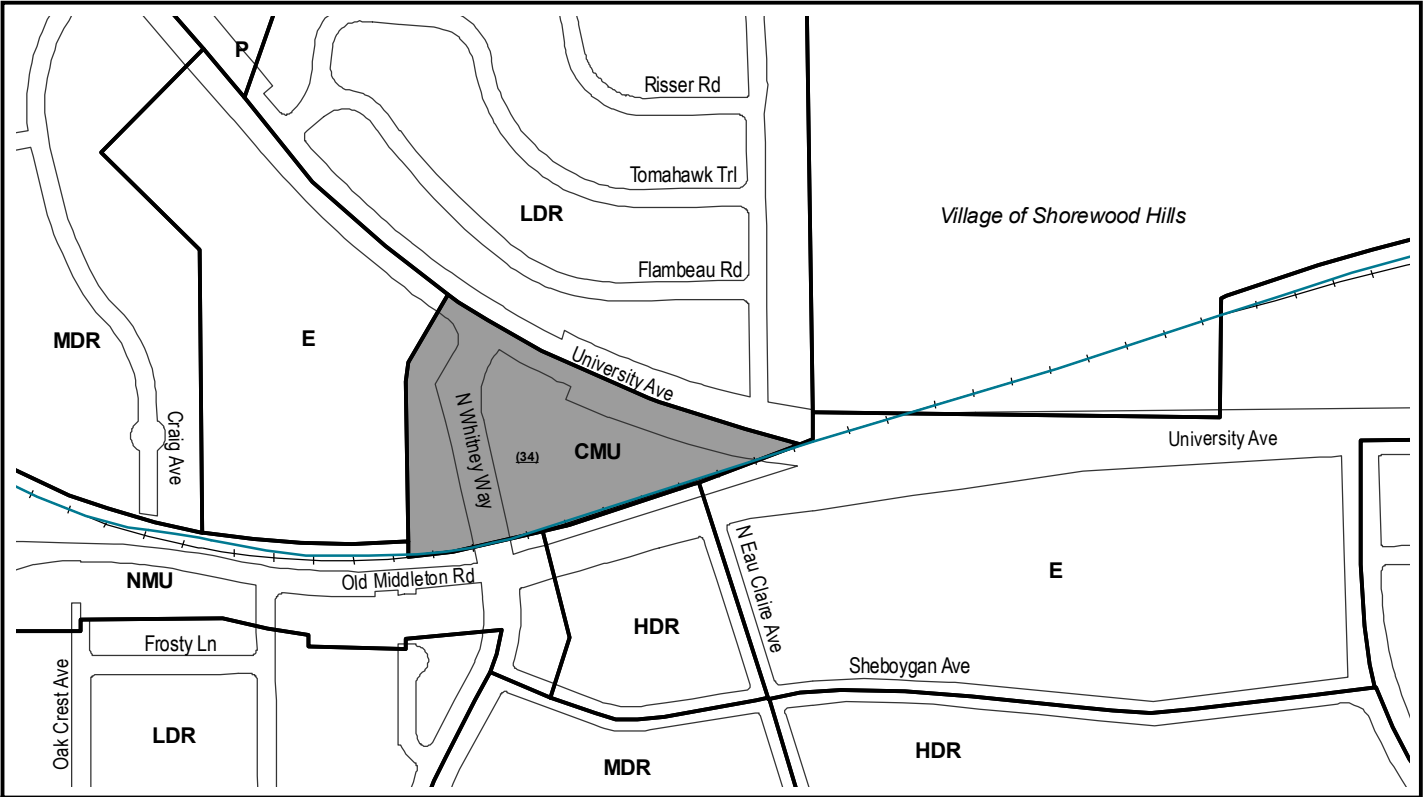 P
Risser Rd
Tomahawk Trl
LDR
Village of Shorewood Hills
Flambeau Rd
MDR
E
University Ave
Craig Ave
N Whitney Way
(34)
CMU
University Ave
N Eau Claire Ave
E
NMU
Old Middleton Rd
HDR
Frosty Ln
Sheboygan Ave
Oak Crest Ave
LDR
HDR
MDR